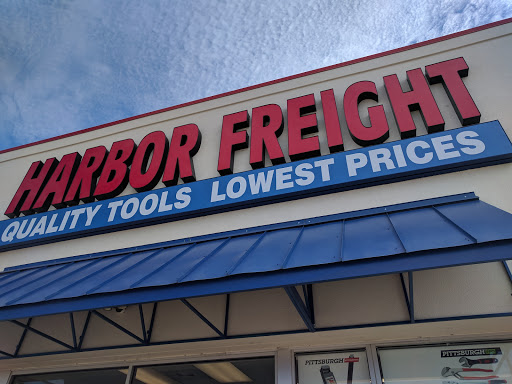 HARBOR FREIGHT
QUALITY TOOLS LOWEST PRICES
PITTSBURGH
PITTSBURGH